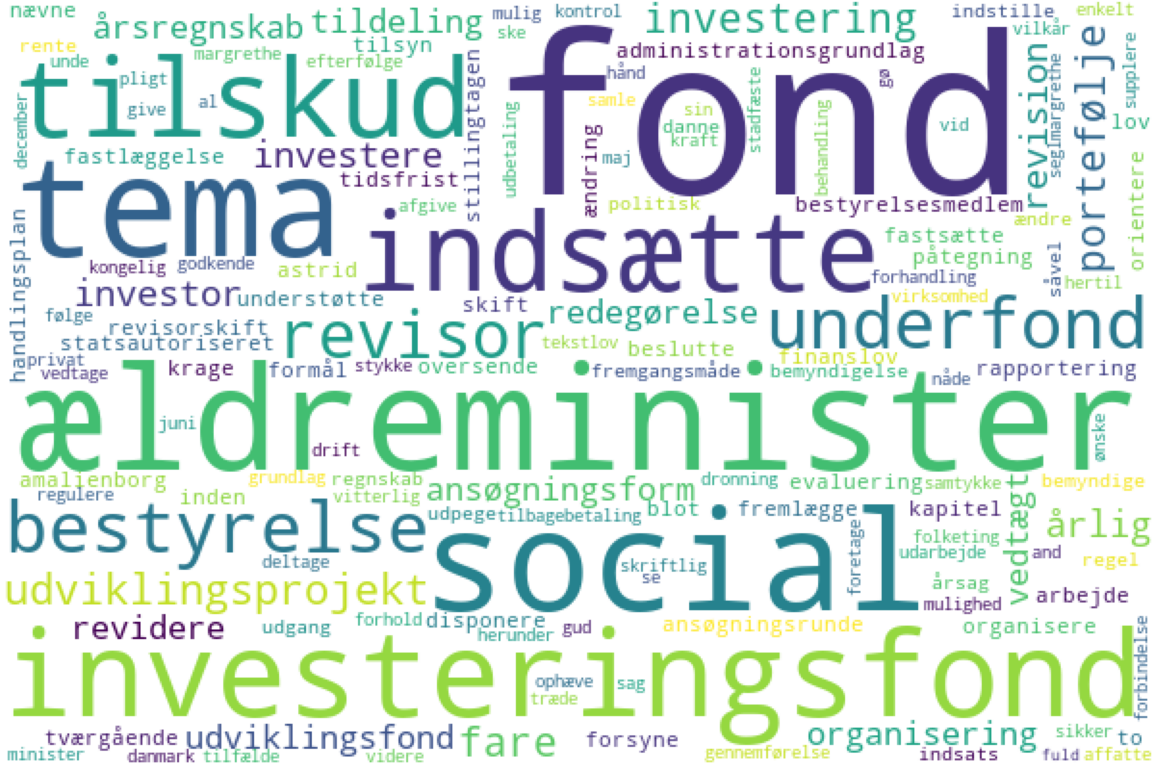 nævne
årsregnskab
tildeling
mulig
kontrol
investering
indstille
enkelt
ske
vilkår
rente
margrethe
tilsyn
administrationsgrundlag
unde
efterfølge
tilskud
pligt
give
al
stillingtagen
fond
hånd
samle
sin
danne
kraft
stadfæste
gø
vid
revision
seglmargrethe
portefølje
supplere
lov
december
fastlæggelse
investere
tidsfrist
udbetaling
ændring
maj
behandling
tema
afgive
politisk
bestyrelsesmedlem
ændre
orientere
handlingsplan
indsætte
fastsætte
påtegning
kongelig
godkende
astrid
forhandling
såvel
hertil
investor
understøtte
skift
virksomhed
følge
revisorskift
revisor
redegørelse
underfond
statsautoriseret
tekstlov
beslutte
finanslov
privat
vedtage
krage
formål
stykke
oversende
fremgangsmåde
bemyndigelse
nåde
rapportering
ældreminister
juni
drift
ønske
amalienborg
grundlag
regnskab
dronning
evaluering
samtykke
bemyndige
regulere
inden
vitterlig
ansøgningsform
bestyrelse
udpege
tilbagebetaling
blot
fremlægge
kapitel
vedtægt
årlig
social
folketing
deltage
skriftlig
se
foretage
udarbejde
and
regel
udviklingsprojekt
årsag
mulighed
arbejde
revidere
udgang
forhold
disponere
herunder
gud
ansøgningsrunde
organisere
investeringsfond
forbindelse
ophæve
sag
træde
tværgående
udviklingsfond
fare
forsyne
organisering
sikker
to
minister
danmark
tilfælde
videre
gennemførelse
indsats
fuld
affatte